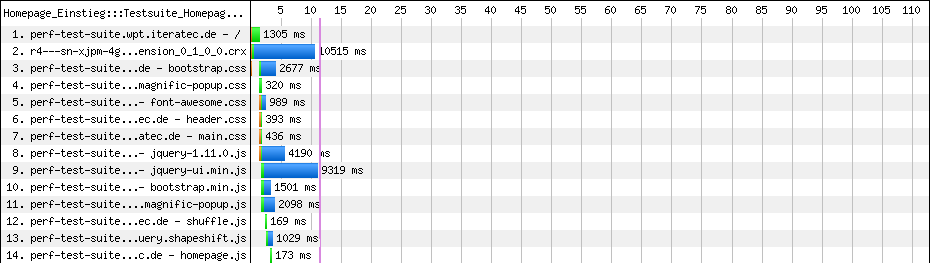 Homepage_Einstieg:::Testsuite_Homepag... 5 10 15 20 25 30 35 40 45 50 55 60 65 70 75 80 85 90 95 100 110
1. perf-test-suite.wpt.iteratec.de - / 1305 ms
2. r4---sn-xjpm-4g...ension_0_1_0_0.crx 10515 ms
3. perf-test-suite...de - bootstrap.css 2677 ms
4. perf-test-suite...magnific-popup.css 320 ms
5. perf-test-suite...- font-awesome.css 989 ms
6. perf-test-suite...ec.de - header.css 393 ms
7. perf-test-suite...atec.de - main.css 436 ms
8. perf-test-suite...- jquery-1.11.0.js 4190 ms
9. perf-test-suite...- jquery-ui.min.js 9319 ms
10. perf-test-suite...- bootstrap.min.js 1501 ms
11. perf-test-suite....magnific-popup.js 2098 ms
12. perf-test-suite...ec.de - shuffle.js 169 ms
13. perf-test-suite...uery.shapeshift.js 1029 ms
14. perf-test-suite...c.de - homepage.js 173 ms